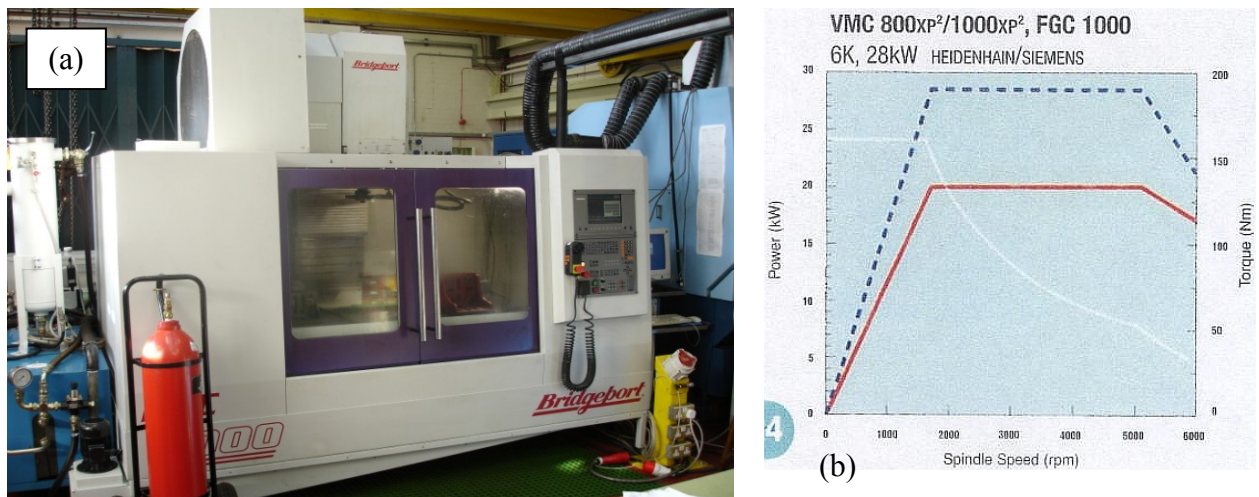 (a)
Bridgeport
Bridgeport
000
VMC 800XP²/1000XP², FGC 1000
6K, 28kW HEIDENHAIN/SIEMENS
30
25
20
15
10
5
0
Power (kW)
200
150
100
50
0
Torque (Nm)
0 1000 2000 3000 4000 5000 6000
Spindle Speed (rpm)
4
(b)